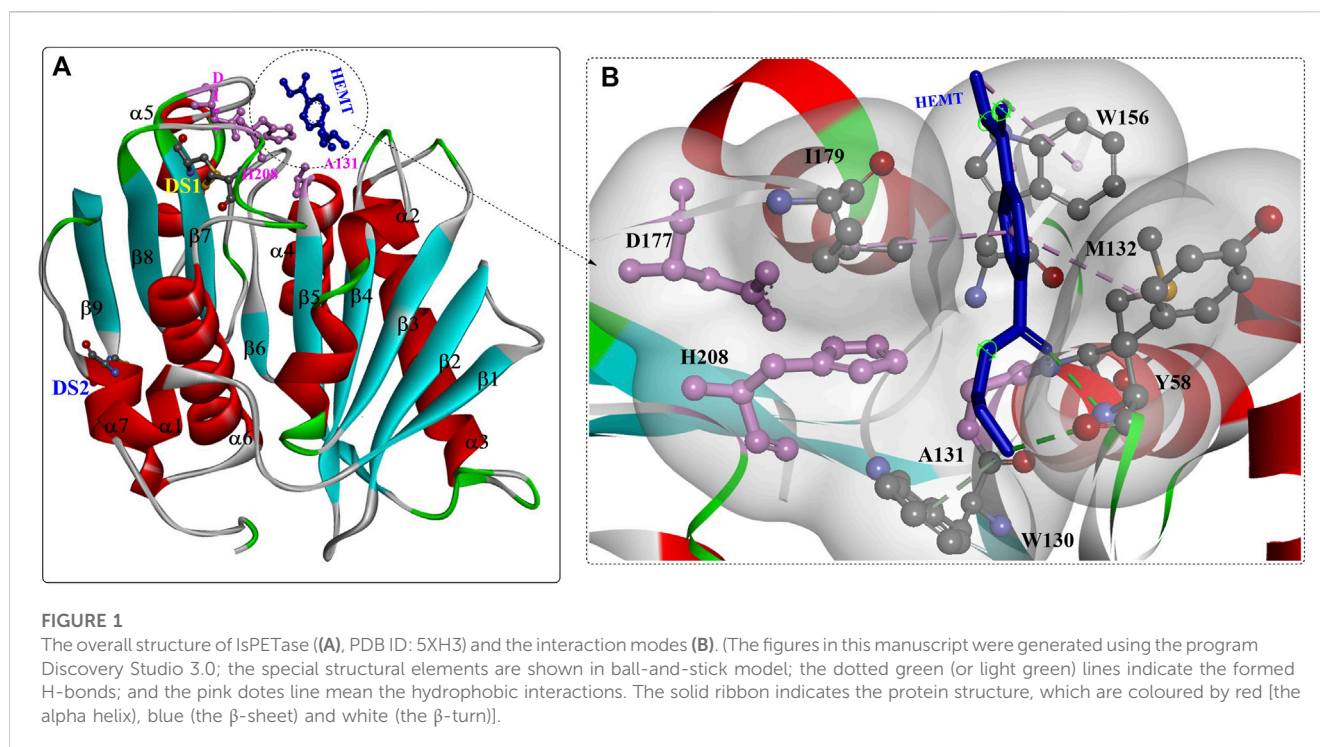 A
D
HEMT
α5
A131
H208
DS1
α2
β7
α4
β8
β9
β5
β4
β3
β6
β2
β1
DS2
α7
α1
α6
α3
B
HEMT
W156
I179
D177
M132
H208
Y58
A131
W130
FIGURE 1
The overall structure of IsPETase ((A), PDB ID: 5XH3) and the interaction modes (B). (The figures in this manuscript were generated using the program
Discovery Studio 3.0; the special structural elements are shown in ball-and-stick model; the dotted green (or light green) lines indicate the formed
H-bonds; and the pink dotes line mean the hydrophobic interactions. The solid ribbon indicates the protein structure, which are coloured by red [the
alpha helix), blue (the β-sheet) and white (the β-turn)].